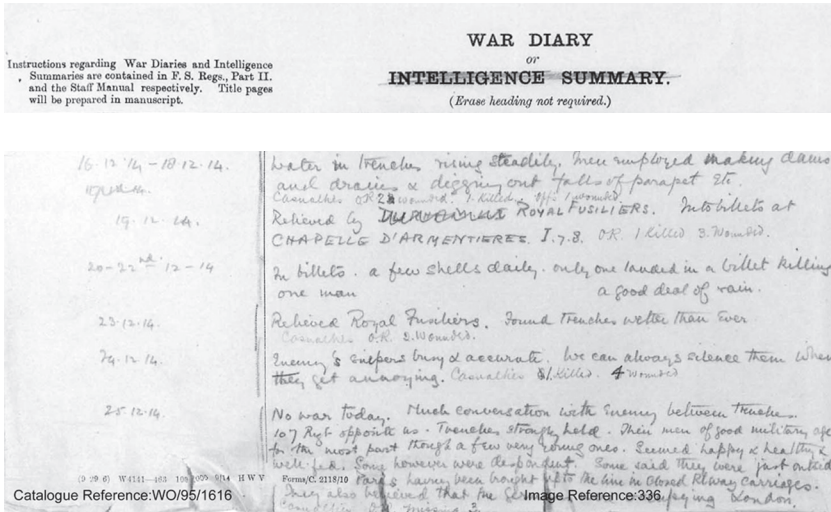 WAR DIARY
or
INTELLIGENCE SUMMARY.
(Erase heading not required.)
Instructions regarding War Diaries and Intelligence
Summaries are contained in F. S. Regs., Part II.
and the Staff Manual respectively. Title pages
will be prepared in manuscript.
16.12.14 – 18.12.14. Water in trenches rising steadily. Men employed making dams
and drains & digging out falls of parapet etc.
Casualties O.R. wounded. Killed. Offs 1 wounded
19.12.14. Relieved by ROYAL FUSILIERS. Into billets at
CHAPELLE D'ARMENTIERES. I.7.8. O.R. 1 Killed 3 Wounded.
20–22nd 12–14 In billets. a few shells daily. only one landed in a billet killing
one man a good deal of rain.
23.12.14. Relieved Royal Fusiliers. Found trenches wetter than ever
Casualties O.R. 2 Wounded.
24.12.14. Enemy's snipers busy & accurate. We can always silence them when
they get annoying. Casualties 1 Killed. 4 wounded
25.12.14. No war today. Much conversation with Enemy between trenches.
107 Regt opposite us. Trenches strongly held. Their men of good military age
for the most part though a few very young ones. Seemed happy & healthy &
well fed. Some however were despondent. Some said they were just outside
Paris having been brought up to the line in closed Rlway carriages.
They also believed that the London.
(9 29 6) W 4141—463 9/14 H W V Forms/C. 2118/10
Catalogue Reference:WO/95/1616
Image Reference:336